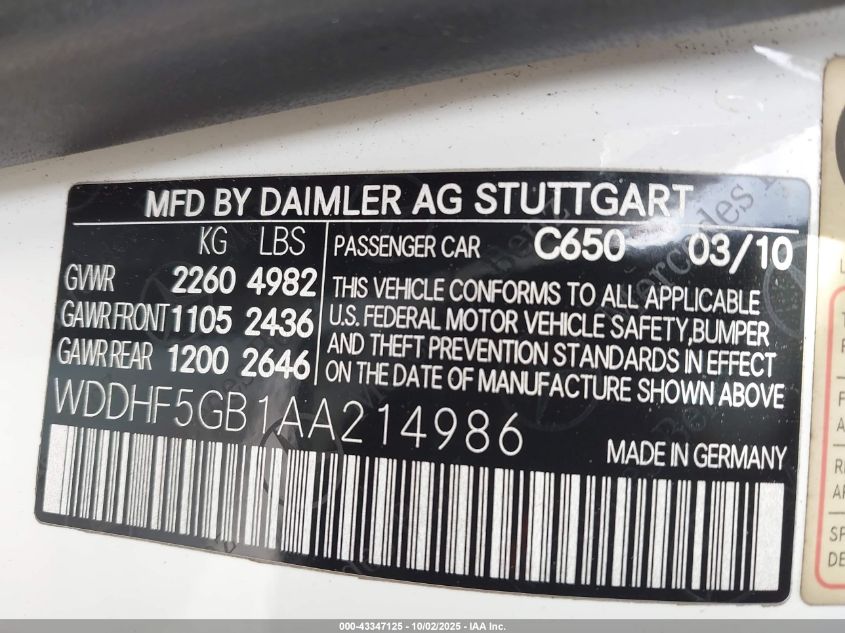 MFD BY DAIMLER AG STUTTGART
KG LBS
GVWR 2260 4982
GAWR FRONT 1105 2436
GAWR REAR 1200 2646
PASSENGER CAR C650 03/10
THIS VEHICLE CONFORMS TO ALL APPLICABLE
U.S. FEDERAL MOTOR VEHICLE SAFETY,BUMPER
AND THEFT PREVENTION STANDARDS IN EFFECT
ON THE DATE OF MANUFACTURE SHOWN ABOVE
WDDHF5GB1AA214986
MADE IN GERMANY
000-43347125 - 10/02/2025 - IAA Inc.